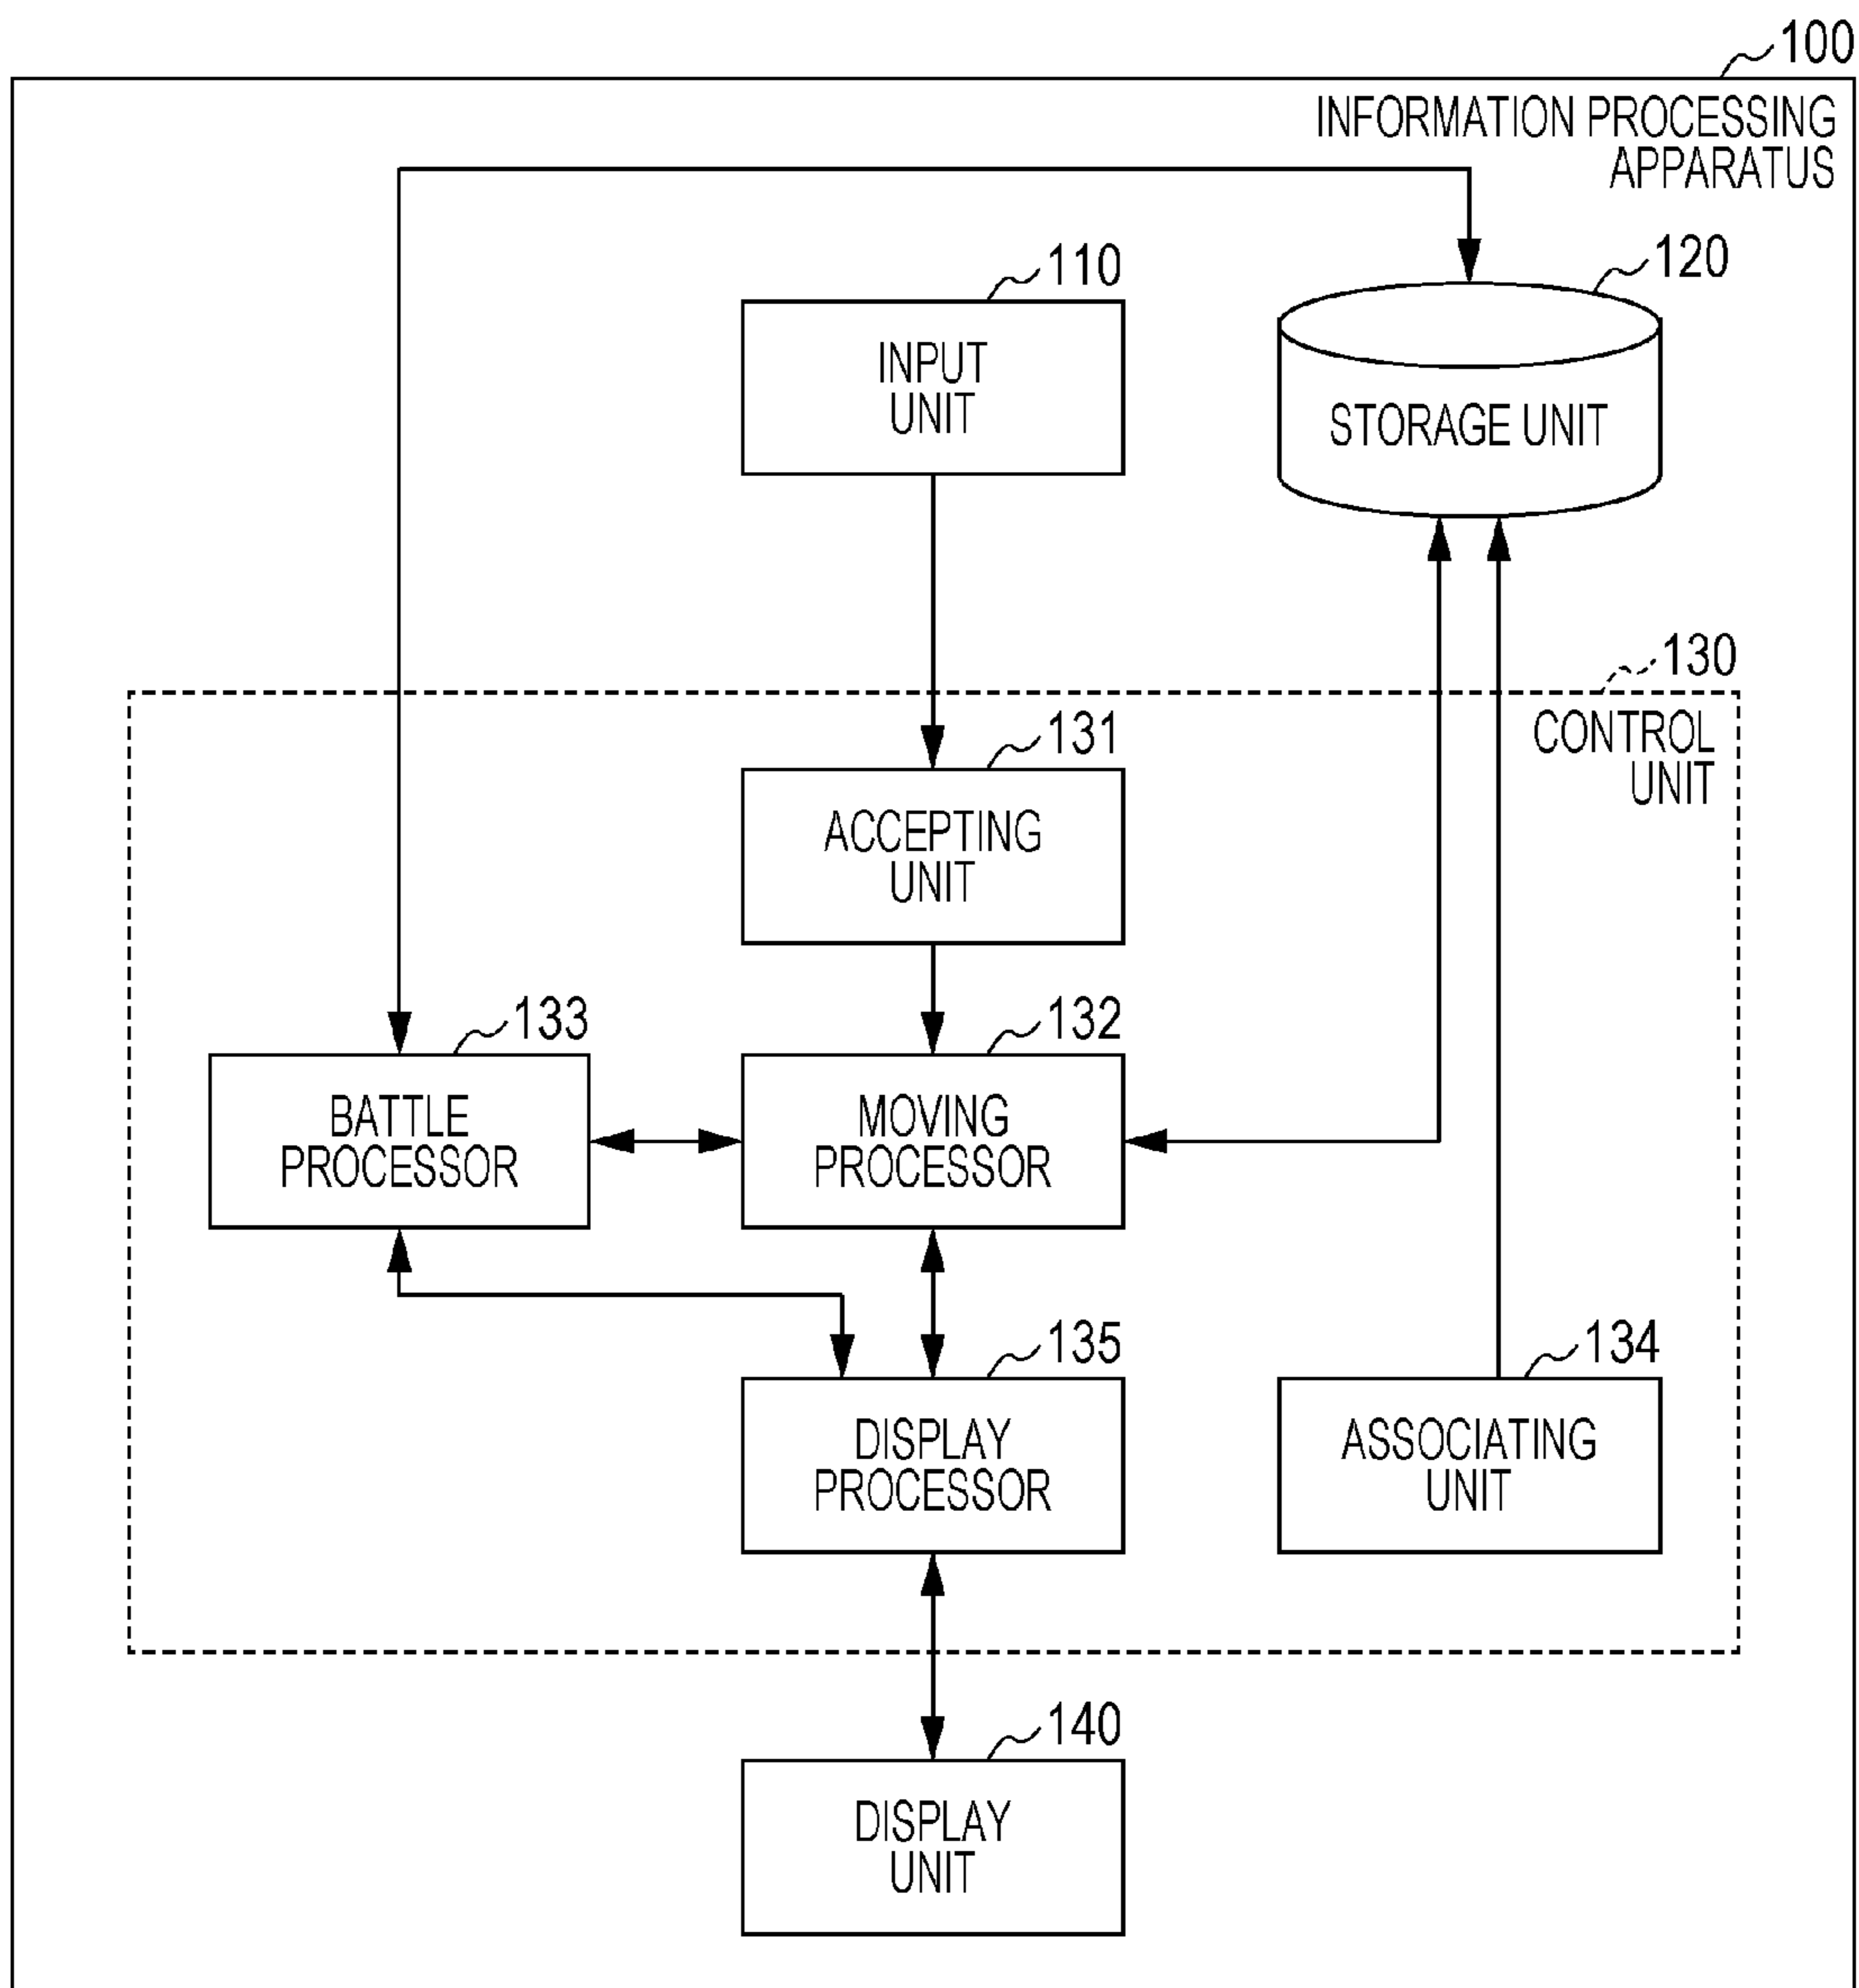 100
INFORMATION PROCESSING
APPARATUS
110
INPUT
UNIT
120
STORAGE UNIT
130
CONTROL
UNIT
131
ACCEPTING
UNIT
133
BATTLE
PROCESSOR
132
MOVING
PROCESSOR
135
DISPLAY
PROCESSOR
134
ASSOCIATING
UNIT
140
DISPLAY
UNIT